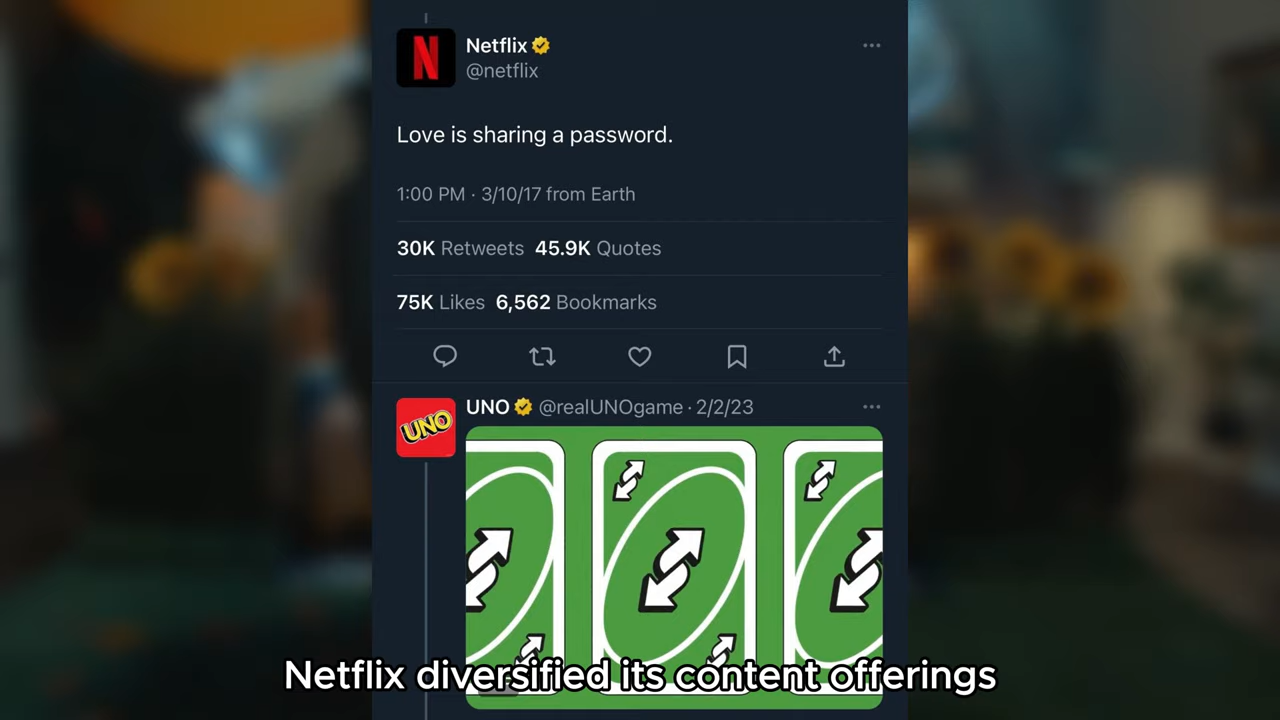 Netflix
@netflix
Love is sharing a password.
1:00 PM · 3/10/17 from Earth
30K Retweets 45.9K Quotes
75K Likes 6,562 Bookmarks
UNO @realUNOgame · 2/2/23
UNO
Netflix diversified its content offerings